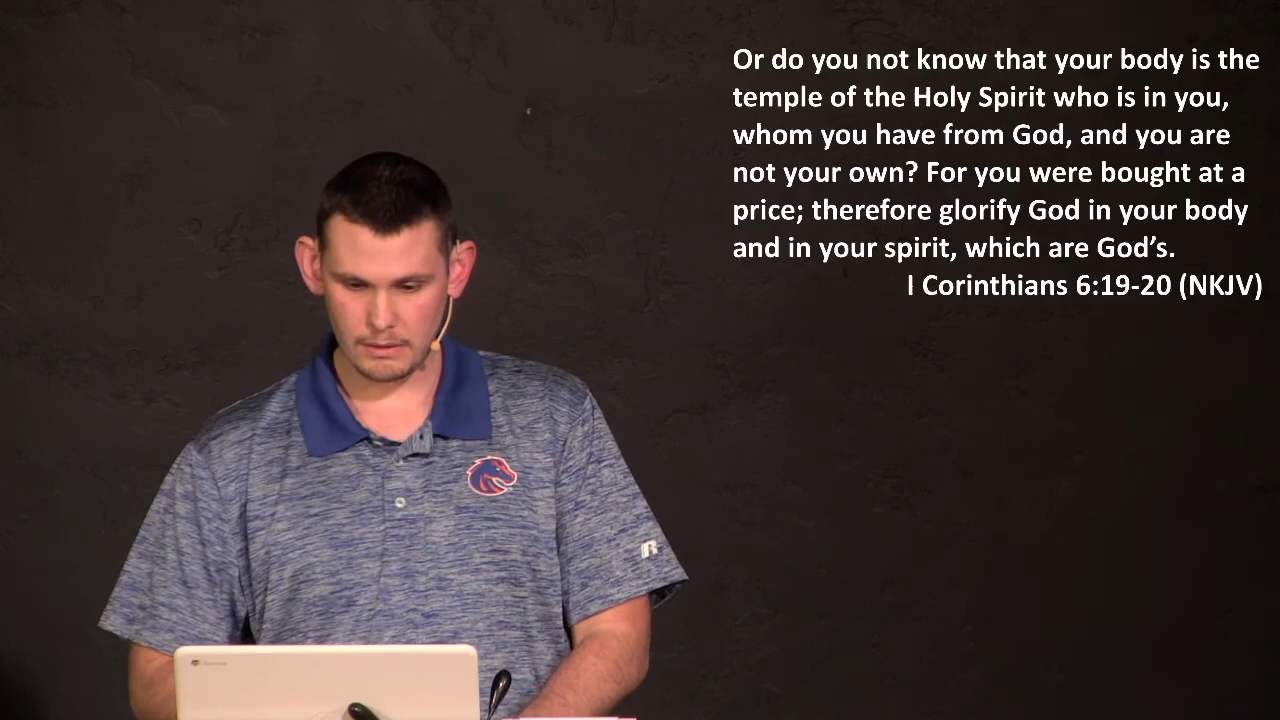 Or do you not know that your body is the
temple of the Holy Spirit who is in you,
whom you have from God, and you are
not your own? For you were bought at a
price; therefore glorify God in your body
and in your spirit, which are God’s.
I Corinthians 6:19-20 (NKJV)